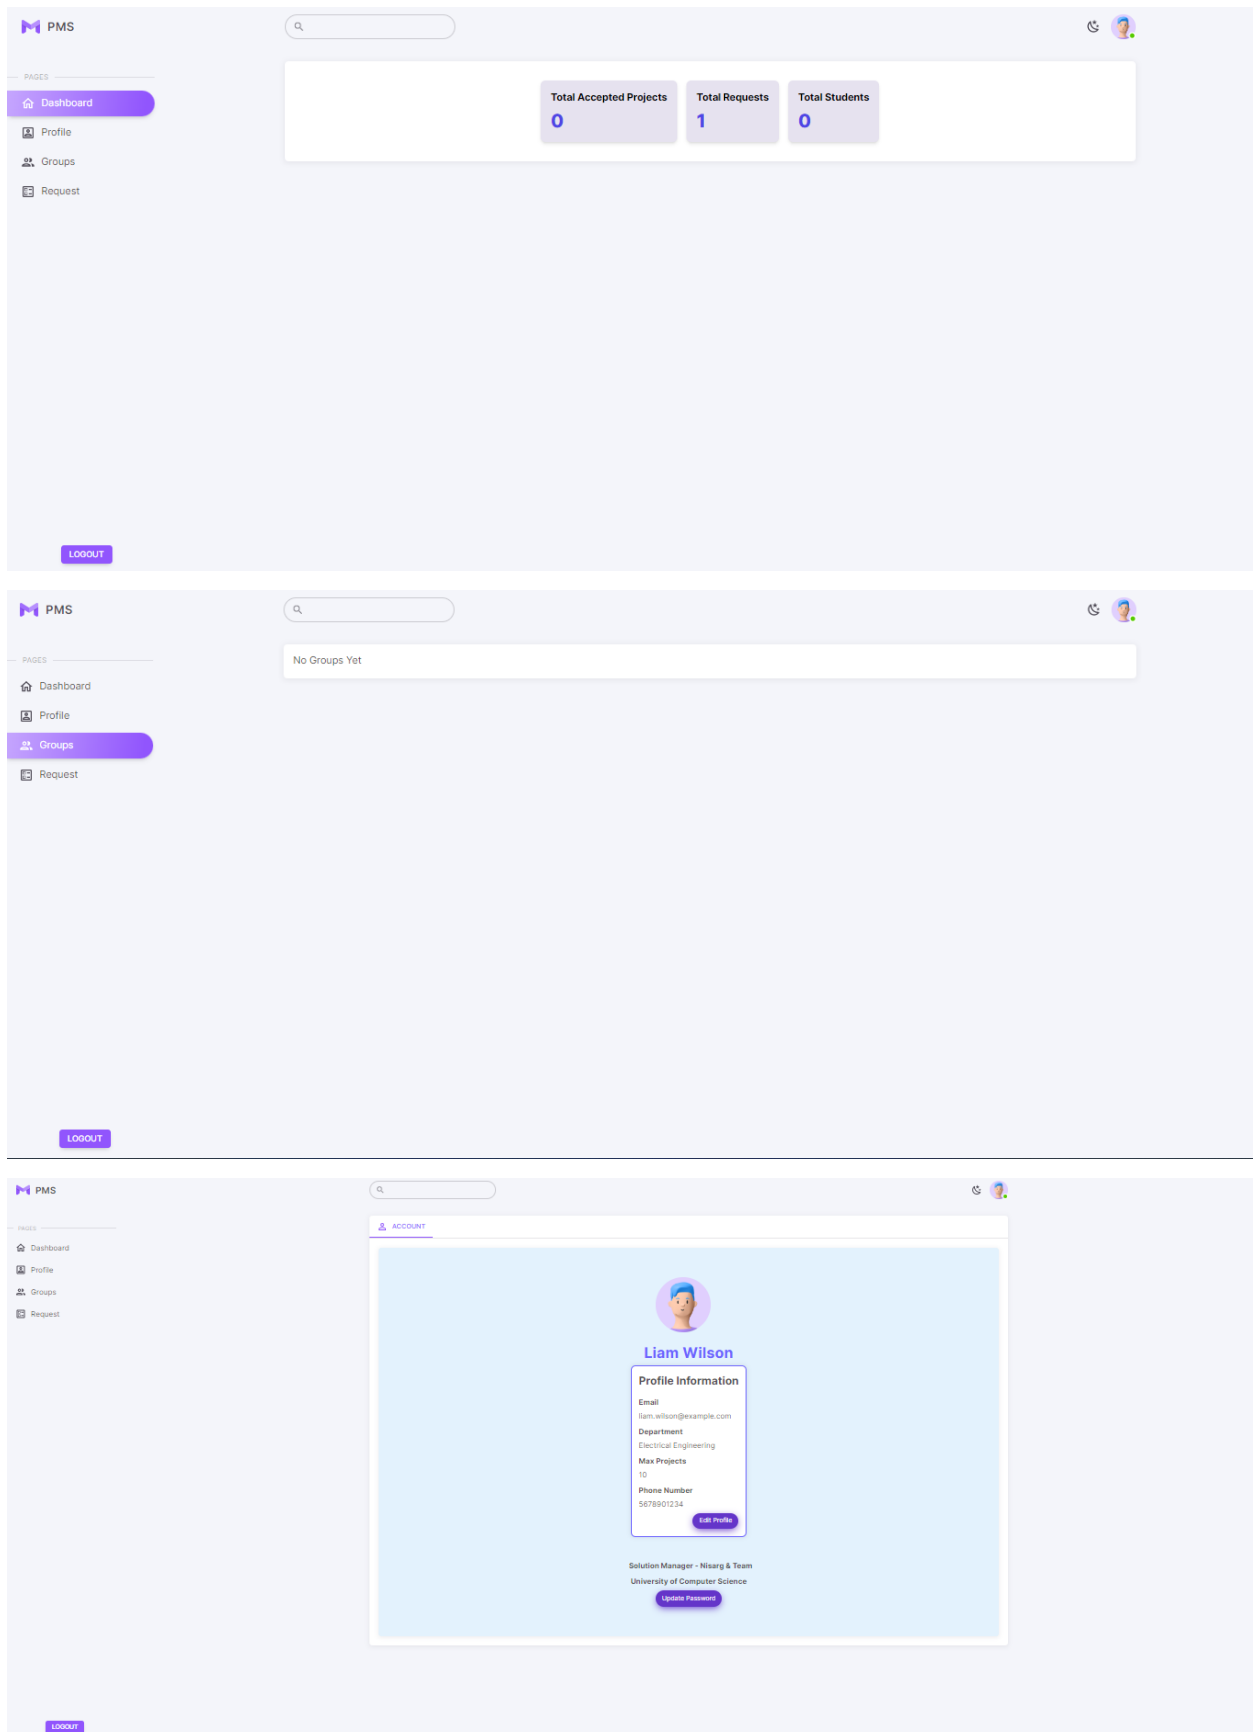 PMS
PAGES
Dashboard
Profile
Groups
Request
Total Accepted Projects
0
Total Requests
1
Total Students
0
LOGOUT
PMS
PAGES
Dashboard
Profile
Groups
Request
No Groups Yet
LOGOUT
PMS
PAGES
Dashboard
Profile
Groups
Request
ACCOUNT
Liam Wilson
Profile Information
Email
liam.wilson@example.com
Department
Electrical Engineering
Max Projects
10
Phone Number
5678901234
Edit Profile
Solution Manager - Nisarg & Team
University of Computer Science
Update Password
LOGOUT